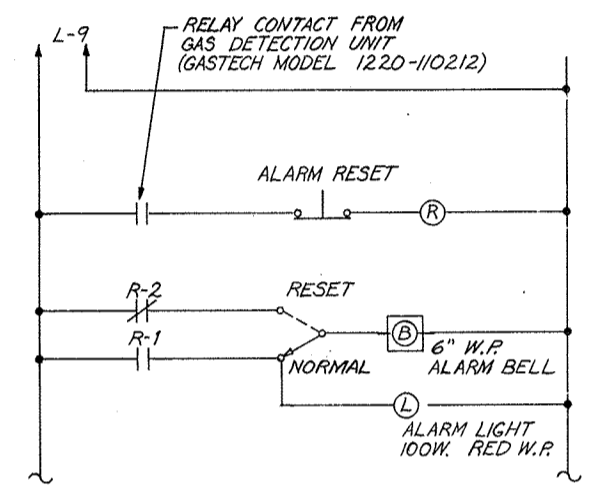 L-9
RELAY CONTACT FROM
GAS DETECTION UNIT
(GASTECH MODEL 1220-110212)
ALARM RESET
R
R-2
RESET
R-1
B
6" W.P.
ALARM BELL
NORMAL
L
ALARM LIGHT
100W. RED W.P.